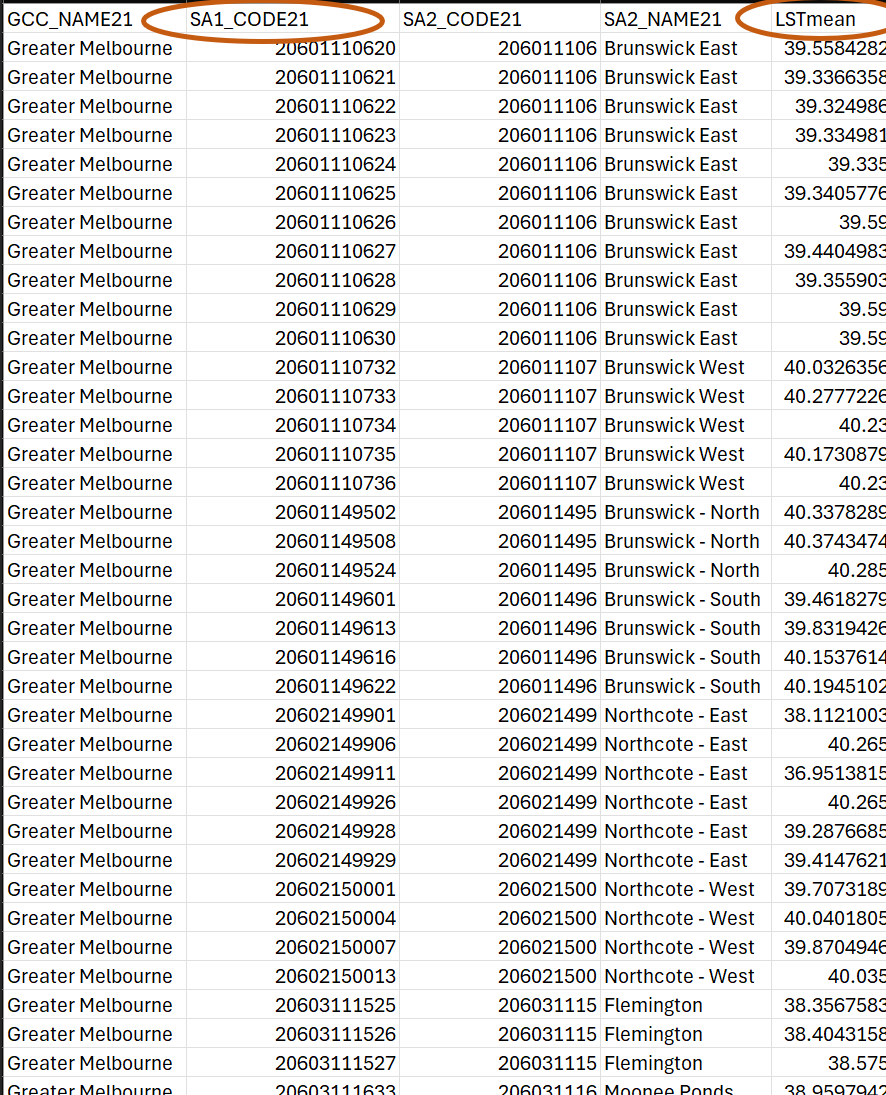 GCC_NAME21 SA1_CODE21 SA2_CODE21 SA2_NAME21 LSTmean
Greater Melbourne 20601110620 206011106 Brunswick East 39.5584282
Greater Melbourne 20601110621 206011106 Brunswick East 39.3366358
Greater Melbourne 20601110622 206011106 Brunswick East 39.324986
Greater Melbourne 20601110623 206011106 Brunswick East 39.334981
Greater Melbourne 20601110624 206011106 Brunswick East 39.335
Greater Melbourne 20601110625 206011106 Brunswick East 39.3405776
Greater Melbourne 20601110626 206011106 Brunswick East 39.59
Greater Melbourne 20601110627 206011106 Brunswick East 39.4404983
Greater Melbourne 20601110628 206011106 Brunswick East 39.355903
Greater Melbourne 20601110629 206011106 Brunswick East 39.59
Greater Melbourne 20601110630 206011106 Brunswick East 39.59
Greater Melbourne 20601110732 206011107 Brunswick West 40.0326356
Greater Melbourne 20601110733 206011107 Brunswick West 40.2777226
Greater Melbourne 20601110734 206011107 Brunswick West 40.23
Greater Melbourne 20601110735 206011107 Brunswick West 40.1730879
Greater Melbourne 20601110736 206011107 Brunswick West 40.23
Greater Melbourne 20601149502 206011495 Brunswick - North 40.3378289
Greater Melbourne 20601149508 206011495 Brunswick - North 40.3743474
Greater Melbourne 20601149524 206011495 Brunswick - North 40.285
Greater Melbourne 20601149601 206011496 Brunswick - South 39.4618279
Greater Melbourne 20601149613 206011496 Brunswick - South 39.8319426
Greater Melbourne 20601149616 206011496 Brunswick - South 40.1537614
Greater Melbourne 20601149622 206011496 Brunswick - South 40.1945102
Greater Melbourne 20602149901 206021499 Northcote - East 38.1121003
Greater Melbourne 20602149906 206021499 Northcote - East 40.265
Greater Melbourne 20602149911 206021499 Northcote - East 36.9513815
Greater Melbourne 20602149926 206021499 Northcote - East 40.265
Greater Melbourne 20602149928 206021499 Northcote - East 39.2876685
Greater Melbourne 20602149929 206021499 Northcote - East 39.4147621
Greater Melbourne 20602150001 206021500 Northcote - West 39.7073189
Greater Melbourne 20602150004 206021500 Northcote - West 40.0401805
Greater Melbourne 20602150007 206021500 Northcote - West 39.8704946
Greater Melbourne 20602150013 206021500 Northcote - West 40.035
Greater Melbourne 20603111525 206031115 Flemington 38.3567583
Greater Melbourne 20603111526 206031115 Flemington 38.4043158
Greater Melbourne 20603111527 206031115 Flemington 38.575
Greater Melbourne 20603111633 206031116 Moonee Ponds 38.9597942